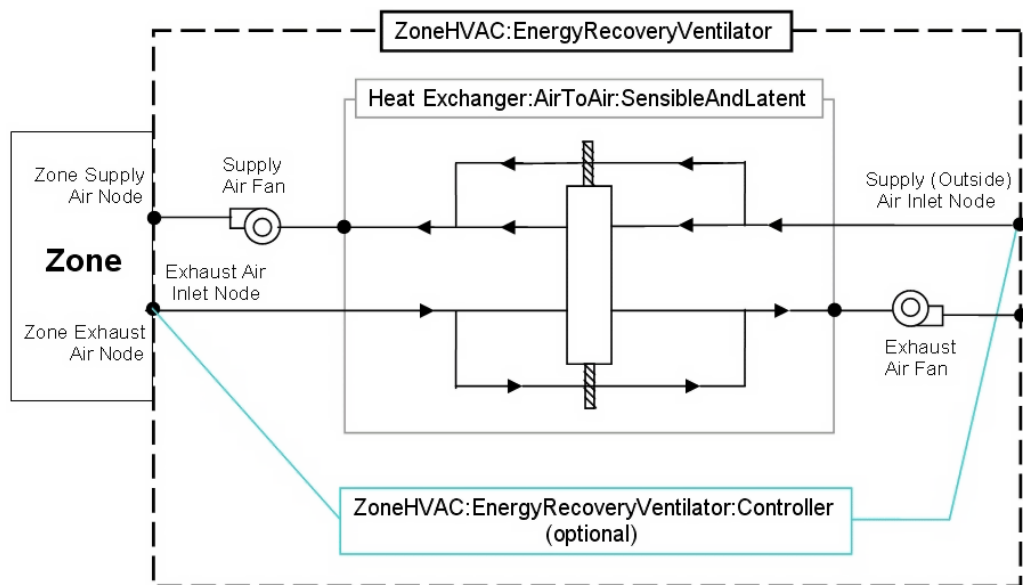 ZoneHVAC:EnergyRecoveryVentilator
Heat Exchanger:AirToAir:SensibleAndLatent
Zone Supply
Air Node
Supply
Air Fan
Supply (Outside)
Air Inlet Node
Zone
Exhaust Air
Inlet Node
Zone Exhaust
Air Node
Exhaust
Air Fan
ZoneHVAC:EnergyRecoveryVentilator:Controller
(optional)